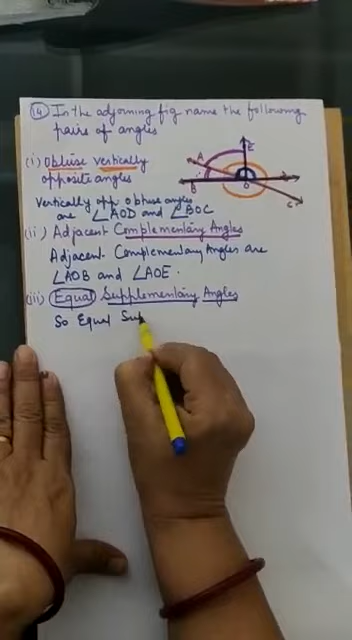 (14) In the adjoining fig name the following
pairs of angles
(i) Obtuse vertically
opposite angles
Vertically opp. obtuse angles
are ∠AOD and ∠BOC
(ii) Adjacent Complementary Angles
Adjacent Complementary Angles are
∠AOB and ∠AOE.
(iii) Equal Supplementary Angles
So Equal Su
A
E
B
O
C